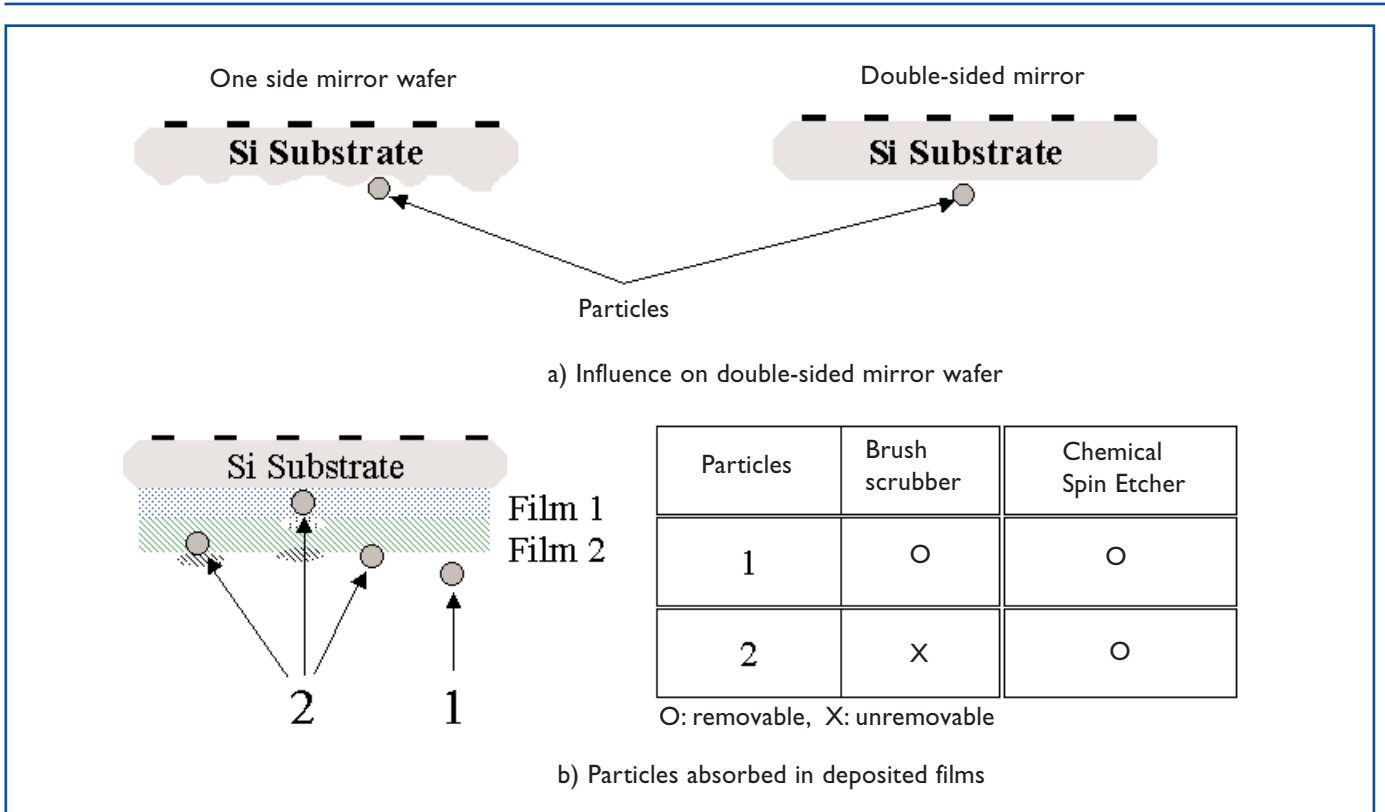 One side mirror wafer
Double-sided mirror
Si Substrate
Si Substrate
Particles
a) Influence on double-sided mirror wafer
Si Substrate
Film 1
Film 2
2
1
Particles
Brush
scrubber
Chemical
Spin Etcher
1
O
O
2
X
O
O: removable, X: unremovable
b) Particles absorbed in deposited films